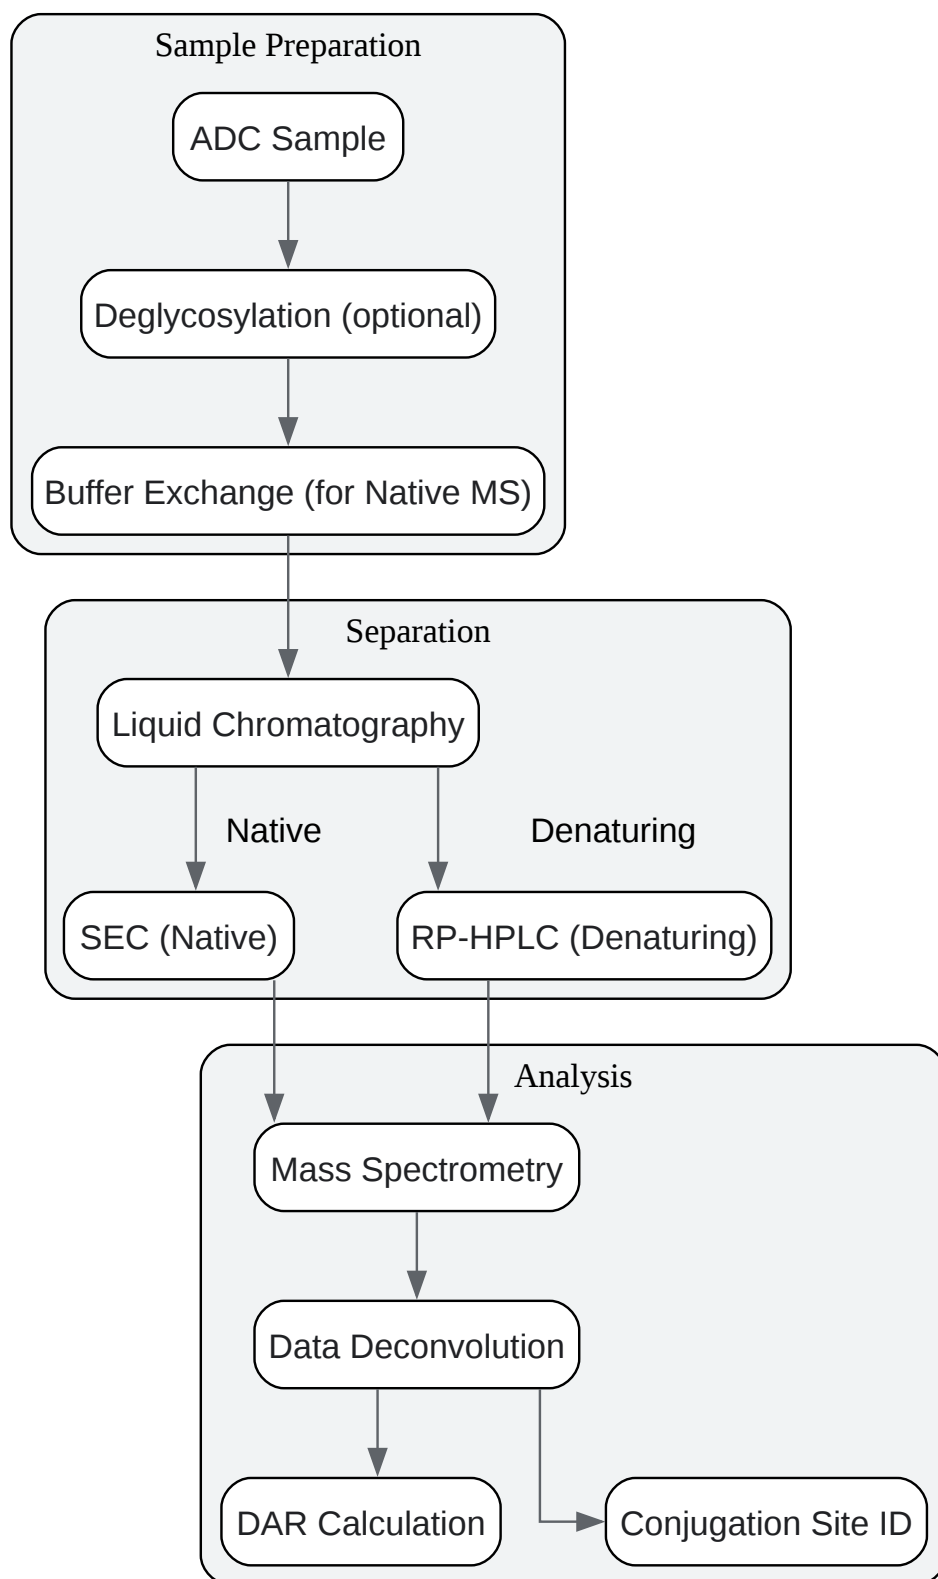 Sample Preparation
ADC Sample
Deglycosylation (optional)
Buffer Exchange (for Native MS)
Separation
Liquid Chromatography
Native
Denaturing
SEC (Native)
RP-HPLC (Denaturing)
Analysis
Mass Spectrometry
Data Deconvolution
DAR Calculation
Conjugation Site ID